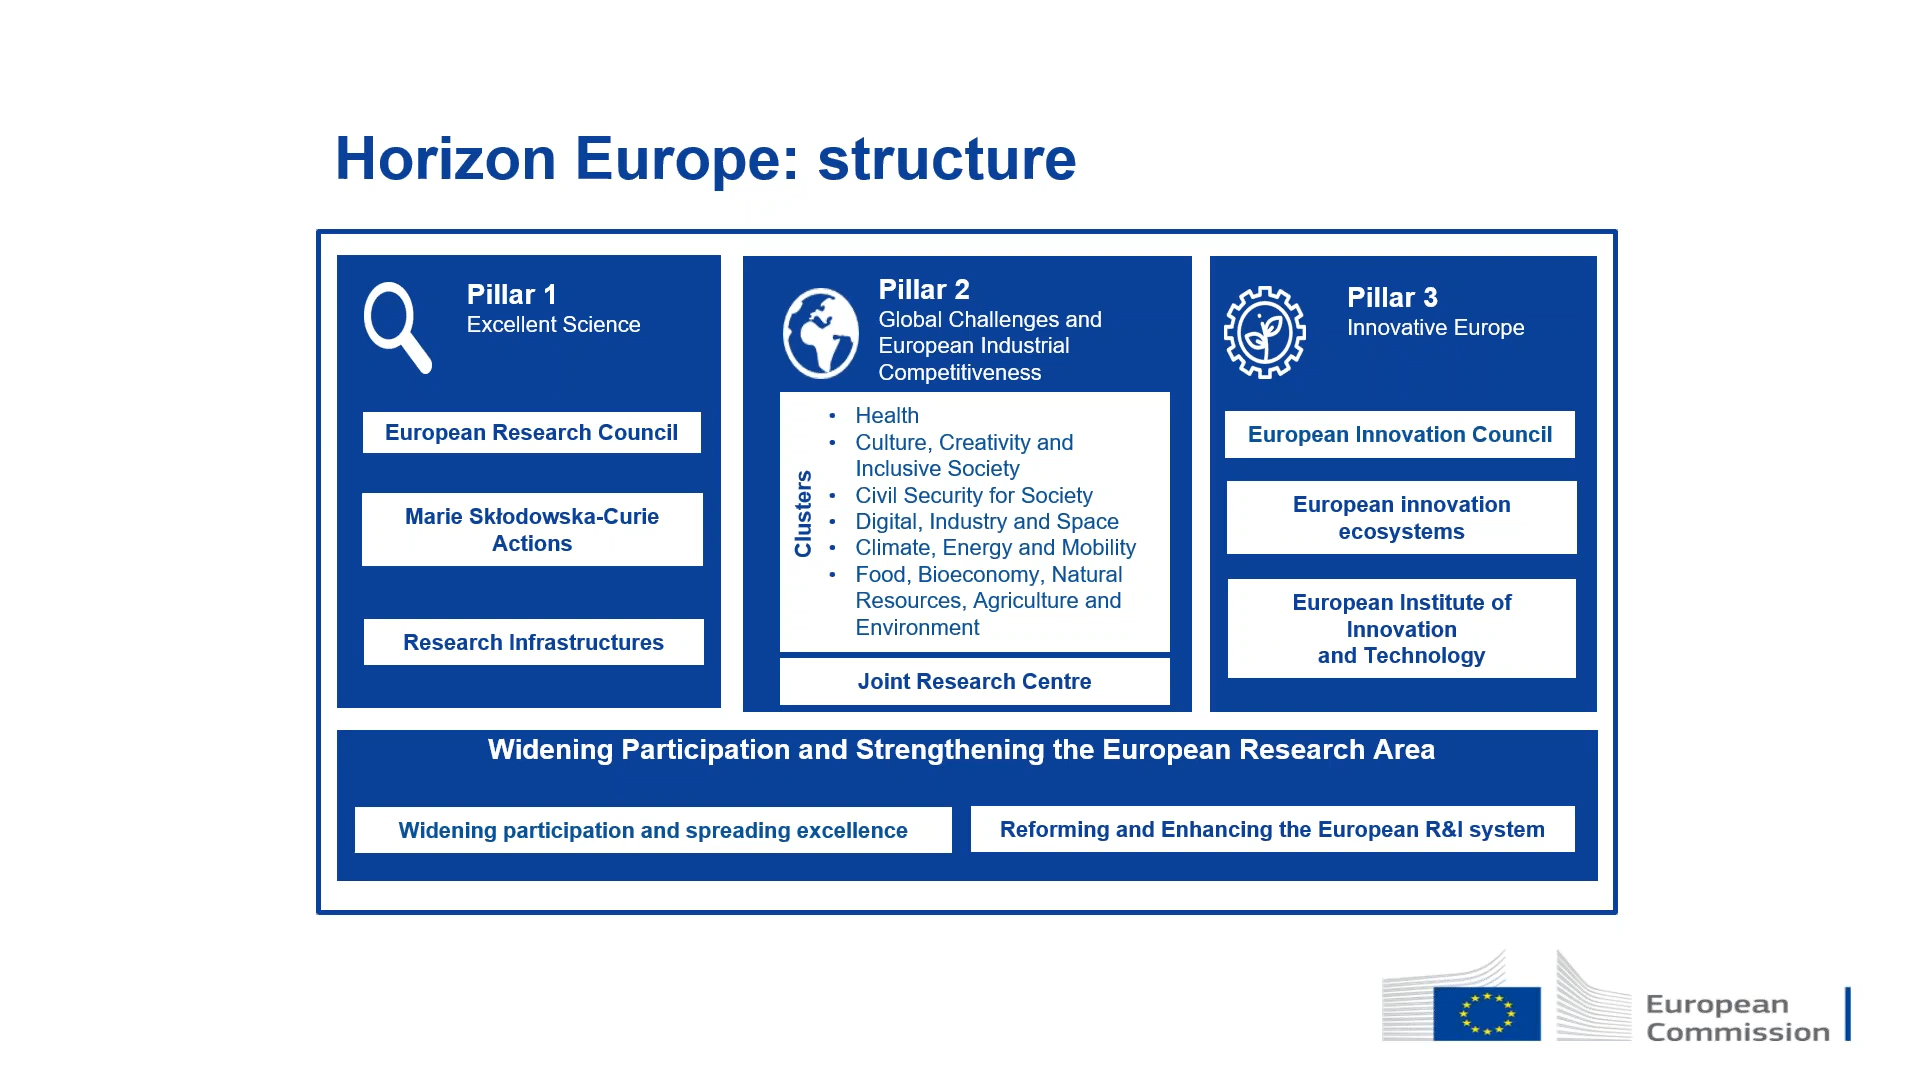 Horizon Europe: structure
Pillar 1
Excellent Science
European Research Council
Marie Skłodowska-Curie
Actions
Research Infrastructures
Pillar 2
Global Challenges and
European Industrial
Competitiveness
Clusters
• Health
• Culture, Creativity and
Inclusive Society
• Civil Security for Society
• Digital, Industry and Space
• Climate, Energy and Mobility
• Food, Bioeconomy, Natural
Resources, Agriculture and
Environment
Joint Research Centre
Pillar 3
Innovative Europe
European Innovation Council
European innovation
ecosystems
European Institute of
Innovation
and Technology
Widening Participation and Strengthening the European Research Area
Widening participation and spreading excellence
Reforming and Enhancing the European R&I system
European
Commission